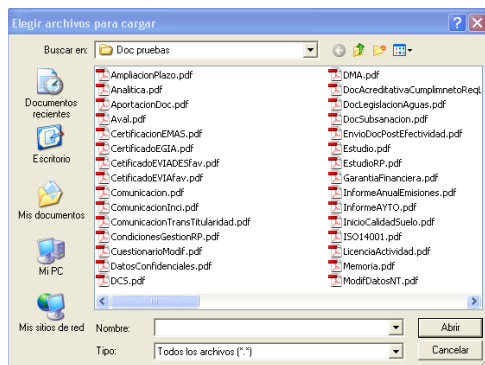 Elegir archivos para cargar
Buscar en: Doc pruebas
Documentos recientes
Escritorio
Mis documentos
Mi PC
Mis sitios de red
AmpliacionPlazo.pdf
Analitica.pdf
AportacionDoc.pdf
Aval.pdf
CertificacionEMAS.pdf
CertificadoEGIA.pdf
CetificadoEVIADESfav.pdf
CetificadoEVIAfav.pdf
Comunicacion.pdf
ComunicacionInci.pdf
ComunicacionTransTitularidad.pdf
CondicionesGestionRP.pdf
CuestionarioModif.pdf
DatosConfidenciales.pdf
DCS.pdf
DMA.pdf
DocAcreditativaCumplimnetoReqL
DocLegislacionAguas.pdf
DocSubsanacion.pdf
EnvioDocPostEfectividad.pdf
Estudio.pdf
EstudioRP.pdf
GarantiaFinanciera.pdf
InformeAnualEmisiones.pdf
InformeAYTO.pdf
InicioCalidadSuelo.pdf
ISO14001.pdf
LicenciaActividad.pdf
Memoria.pdf
ModifDatosNT.pdf
Nombre:
Abrir
Tipo: Todos los archivos (*.*)
Cancelar